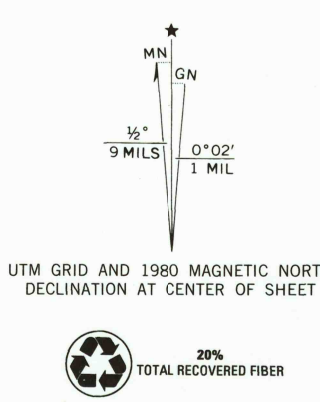 MN
GN
½°
9 MILS
0°02'
1 MIL
UTM GRID AND 1980 MAGNETIC NORT
DECLINATION AT CENTER OF SHEET
20%
TOTAL RECOVERED FIBER